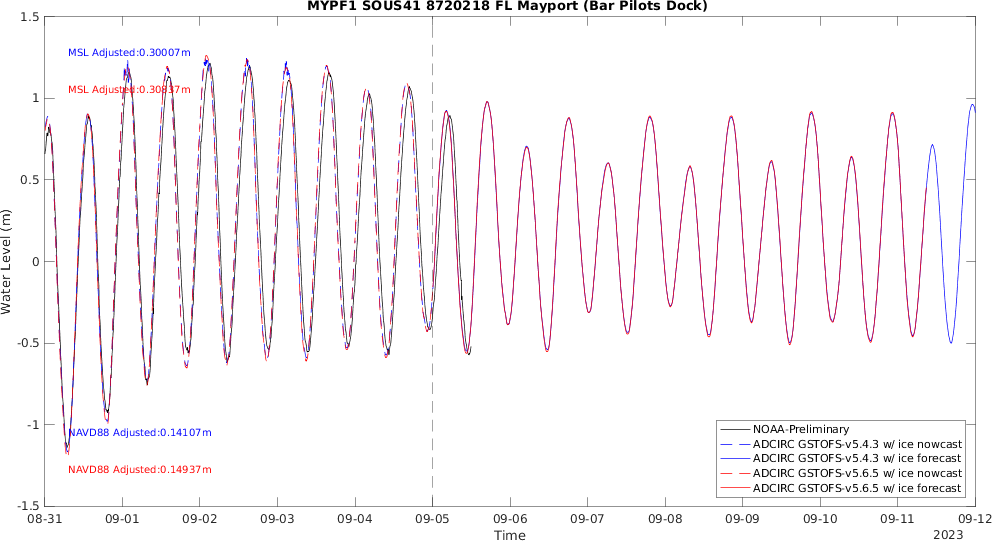 MYPF1 SOUS41 8720218 FL Mayport (Bar Pilots Dock)
1.5
1
0.5
0
-0.5
-1
-1.5
Water Level (m)
MSL Adjusted:0.30007m
MSL Adjusted:0.30837m
NAVD88 Adjusted:0.14107m
NAVD88 Adjusted:0.14937m
NOAA-Preliminary
ADCIRC GSTOFS-v5.4.3 w/ ice nowcast
ADCIRC GSTOFS-v5.4.3 w/ ice forecast
ADCIRC GSTOFS-v5.6.5 w/ ice nowcast
ADCIRC GSTOFS-v5.6.5 w/ ice forecast
08-31 09-01 09-02 09-03 09-04 09-05 09-06 09-07 09-08 09-09 09-10 09-11 09-12
Time
2023